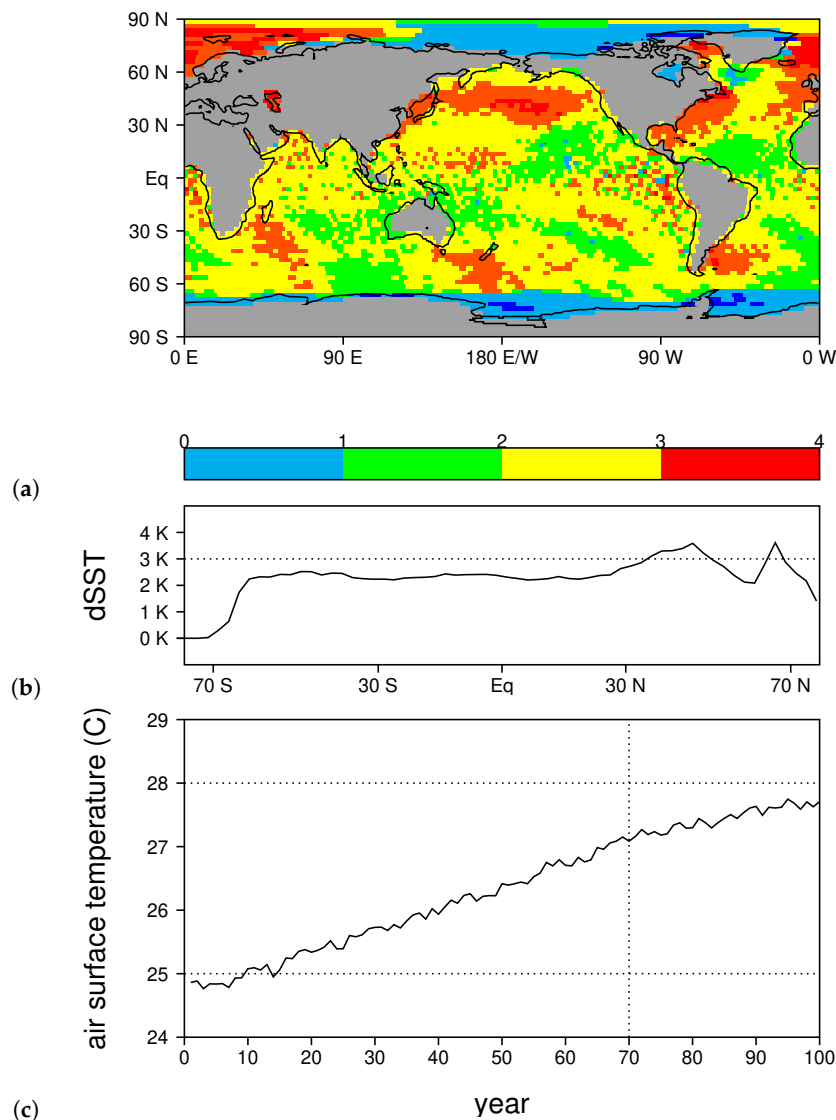 90 N
60 N
30 N
Eq
30 S
60 S
90 S
0 E 90 E 180 E/W 90 W 0 W
0 1 2 3 4
(a)
dSST
4 K
3 K
2 K
1 K
0 K
(b)
70 S 30 S Eq 30 N 70 N
air surface temperature (C)
29
28
27
26
25
24
0 10 20 30 40 50 60 70 80 90 100
(c)
year